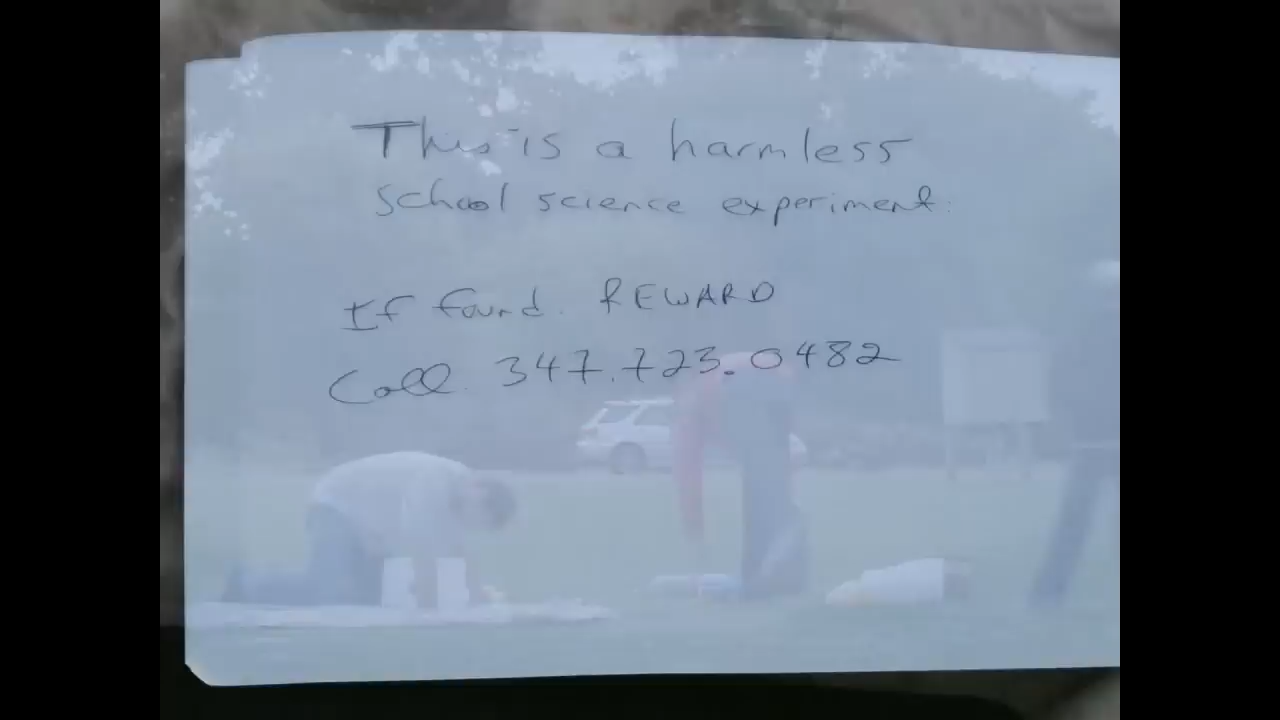 This is a harmless
school science experiment.
If found. REWARD
Call. 347.723.0482